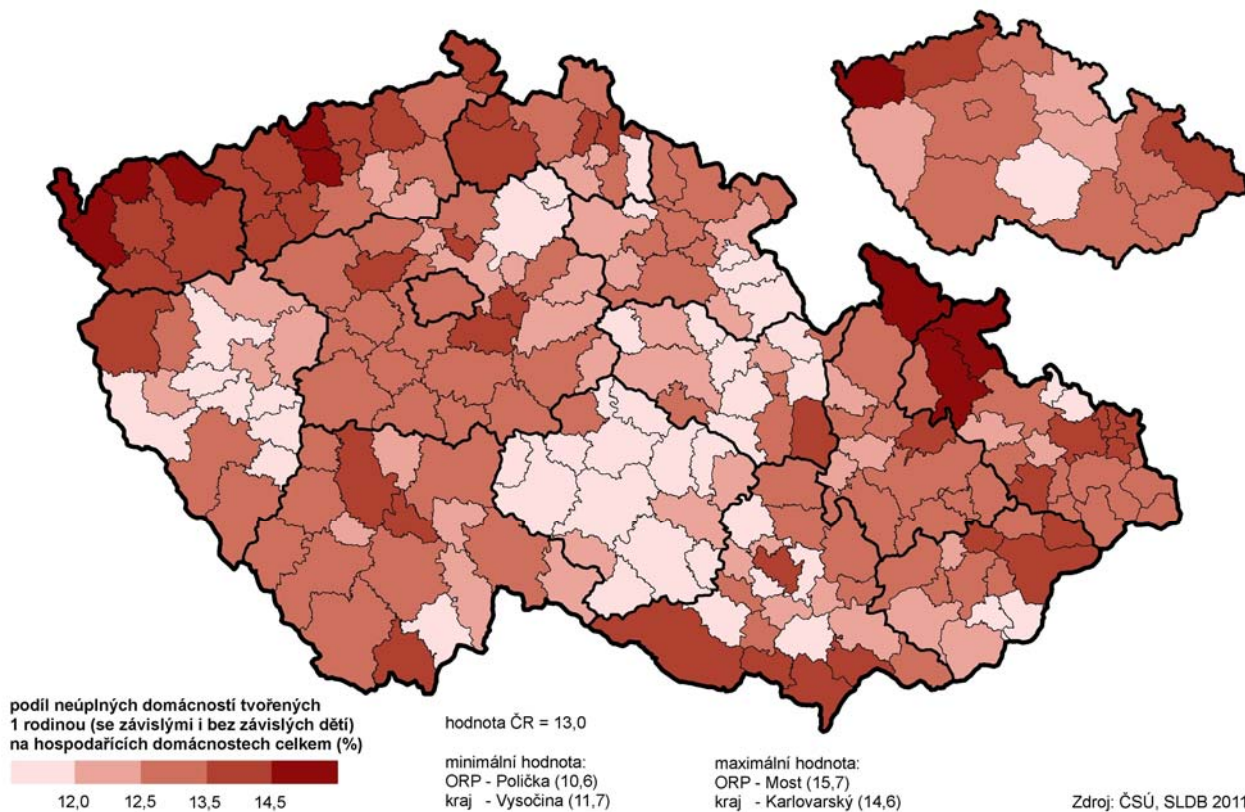 podíl neúplných domácností tvořených
1 rodinou (se závislými i bez závislých dětí)
na hospodařících domácnostech celkem (%)
12,0 12,5 13,5 14,5
hodnota ČR = 13,0
minimální hodnota:
ORP - Polička (10,6)
kraj - Vysočina (11,7)
maximální hodnota:
ORP - Most (15,7)
kraj - Karlovarský (14,6)
Zdroj: ČSÚ, SLDB 2011